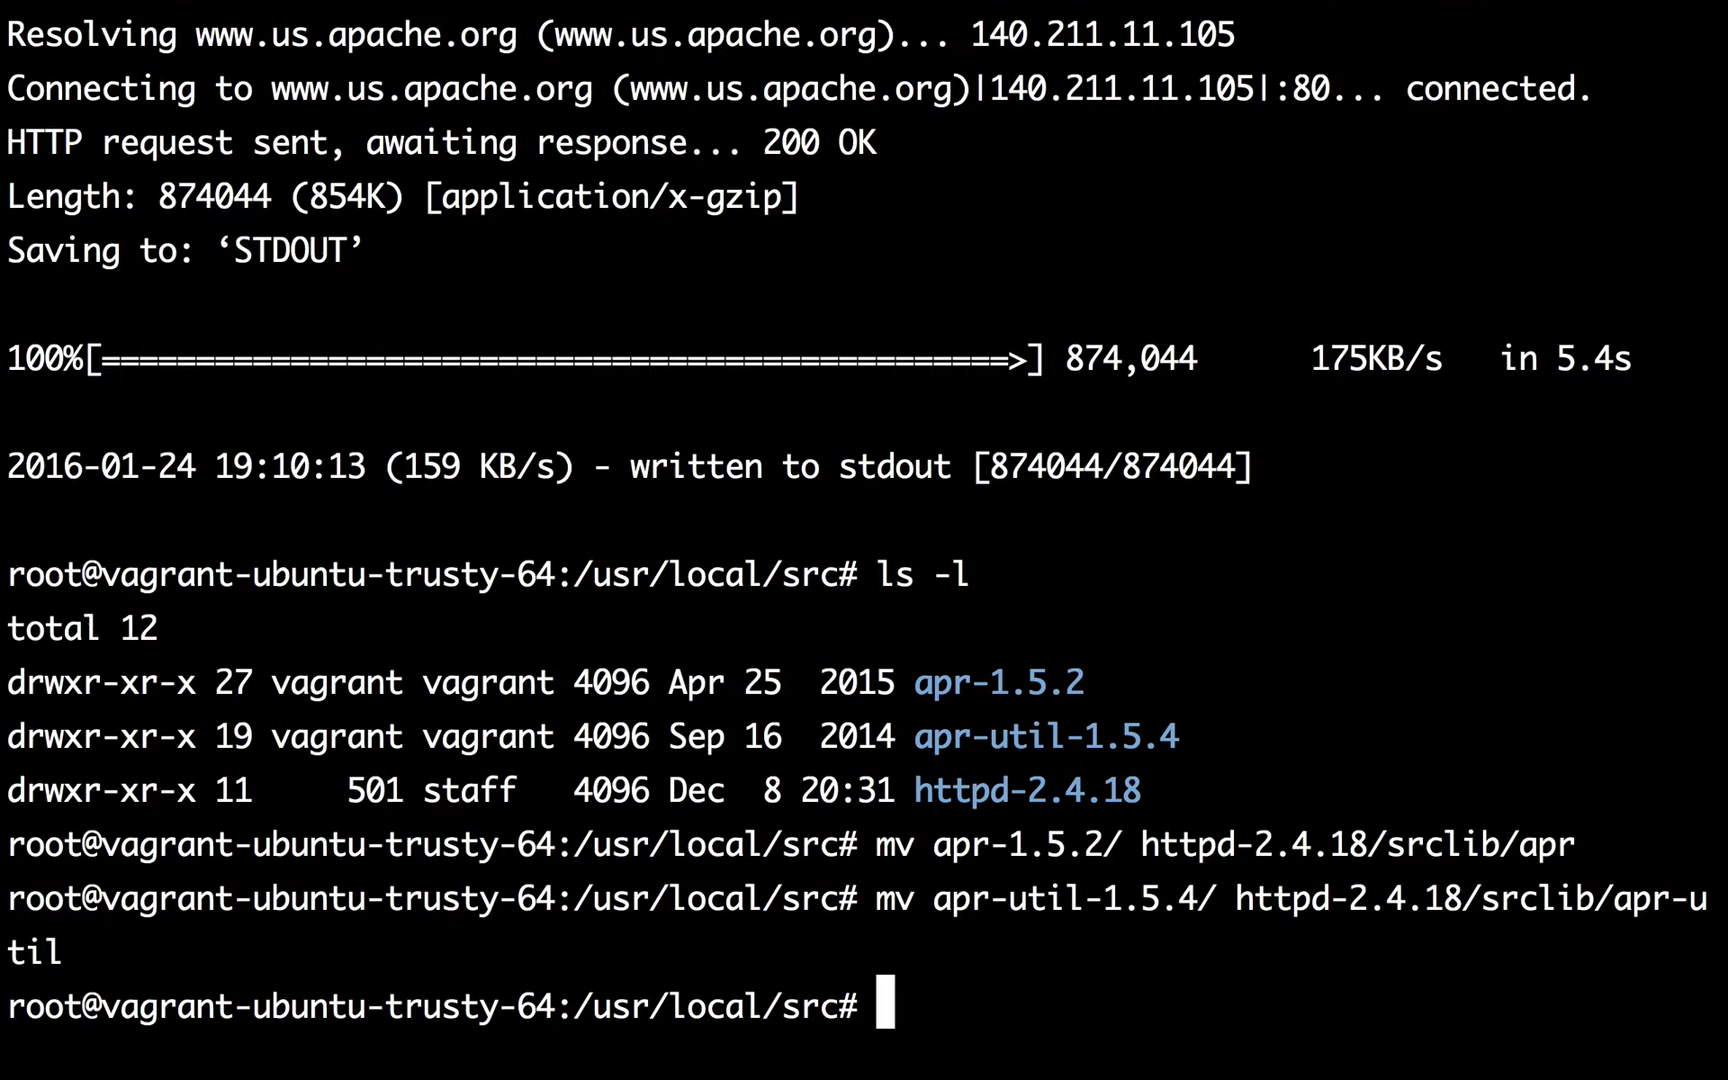 Resolving www.us.apache.org (www.us.apache.org)... 140.211.11.105
Connecting to www.us.apache.org (www.us.apache.org)|140.211.11.105|:80... connected.
HTTP request sent, awaiting response... 200 OK
Length: 874044 (854K) [application/x-gzip]
Saving to: ‘STDOUT’
100%[================================================>] 874,044      175KB/s   in 5.4s
2016-01-24 19:10:13 (159 KB/s) - written to stdout [874044/874044]
root@vagrant-ubuntu-trusty-64:/usr/local/src# ls -l
total 12
drwxr-xr-x 27 vagrant vagrant 4096 Apr 25  2015 apr-1.5.2
drwxr-xr-x 19 vagrant vagrant 4096 Sep 16  2014 apr-util-1.5.4
drwxr-xr-x 11     501 staff   4096 Dec  8 20:31 httpd-2.4.18
root@vagrant-ubuntu-trusty-64:/usr/local/src# mv apr-1.5.2/ httpd-2.4.18/srclib/apr
root@vagrant-ubuntu-trusty-64:/usr/local/src# mv apr-util-1.5.4/ httpd-2.4.18/srclib/apr-u
til
root@vagrant-ubuntu-trusty-64:/usr/local/src#